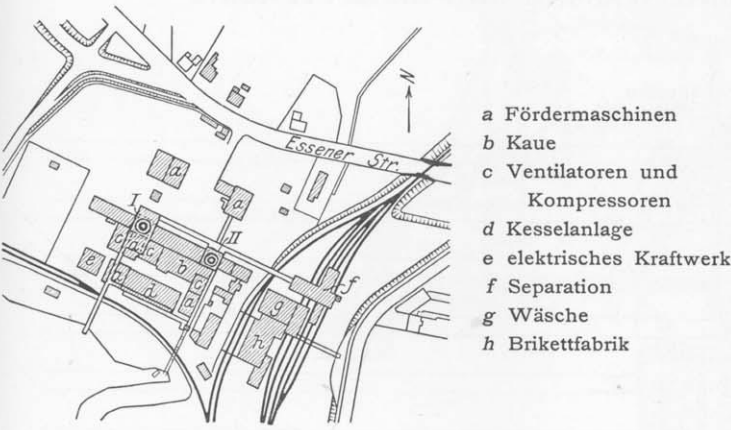 N
Essener Str.
a
a
I
II
c a c
b
e
a d
c
a
f
g
h
a Fördermaschinen
b Kaue
c Ventilatoren und
Kompressoren
d Kesselanlage
e elektrisches Kraftwerk
f Separation
g Wäsche
h Brikettfabrik